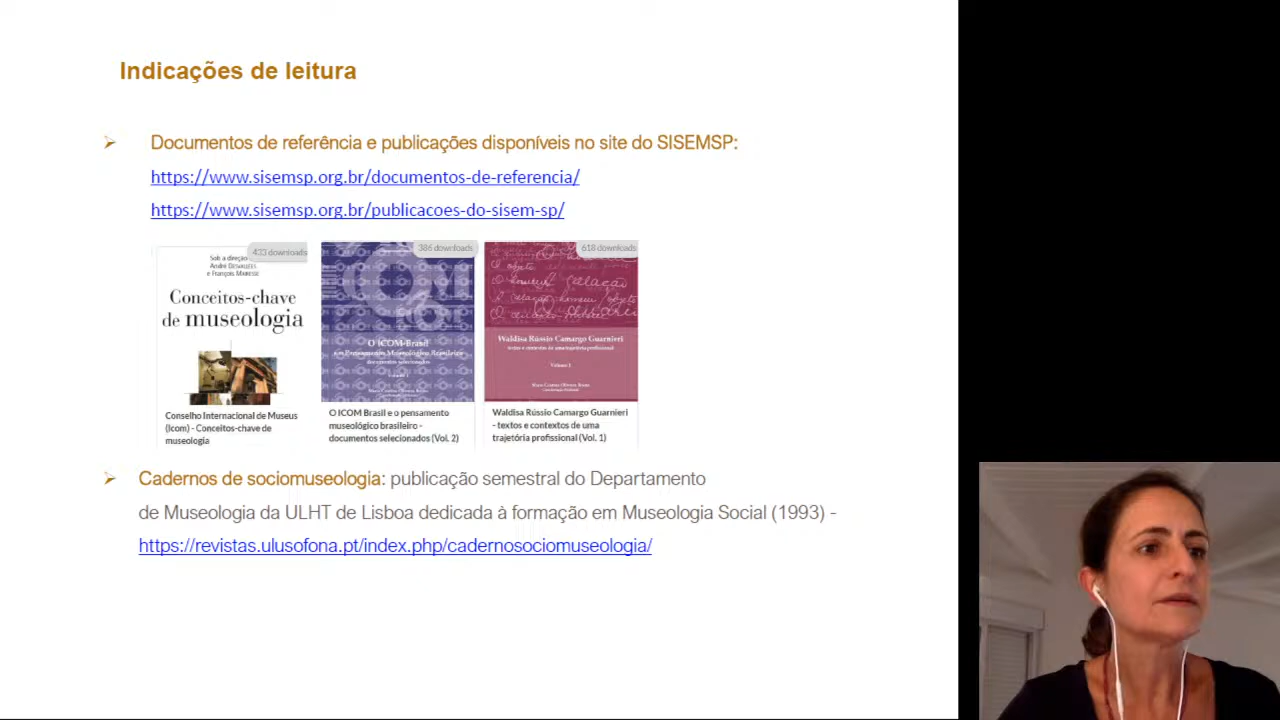 Indicações de leitura
Documentos de referência e publicações disponíveis no site do SISEMSP:
https://www.sisemsp.org.br/documentos-de-referencia/
https://www.sisemsp.org.br/publicacoes-do-sisem-sp/
433 downloads
Sob a direção
André Desvallées
e François Mairesse
Conceitos-chave
de museologia
Conselho Internacional de Museus
(Icom) - Conceitos-chave de
museologia
386 downloads
O ICOM-Brasil
e o Pensamento Museológico Brasileiro
documentos selecionados
O ICOM Brasil e o pensamento
museológico brasileiro -
documentos selecionados (Vol. 2)
618 downloads
Waldisa Rússio Camargo Guarnieri
textos e contextos de uma trajetória profissional
Volume 1
Waldisa Rússio Camargo Guarnieri
- textos e contextos de uma
trajetória profissional (Vol. 1)
Cadernos de sociomuseologia: publicação semestral do Departamento
de Museologia da ULHT de Lisboa dedicada à formação em Museologia Social (1993) -
https://revistas.ulusofona.pt/index.php/cadernosociomuseologia/